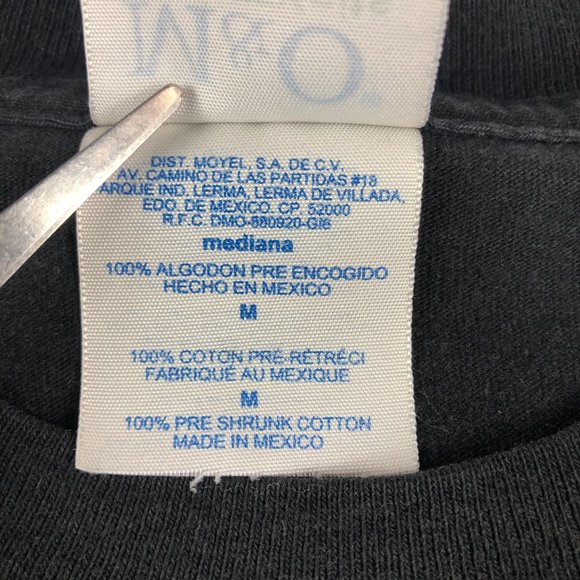 M&O
DIST. MOYEL, S.A. DE C.V.
AV. CAMINO DE LAS PARTIDAS #18
ARQUE IND. LERMA, LERMA DE VILLADA,
EDO. DE MEXICO. CP. 52000
R.F.C. DMO-880920-GI6
mediana
100% ALGODON PRE ENCOGIDO
HECHO EN MEXICO
M
100% COTON PRÉ-RÉTRÉCI
FABRIQUÉ AU MEXIQUE
M
100% PRE SHRUNK COTTON
MADE IN MEXICO